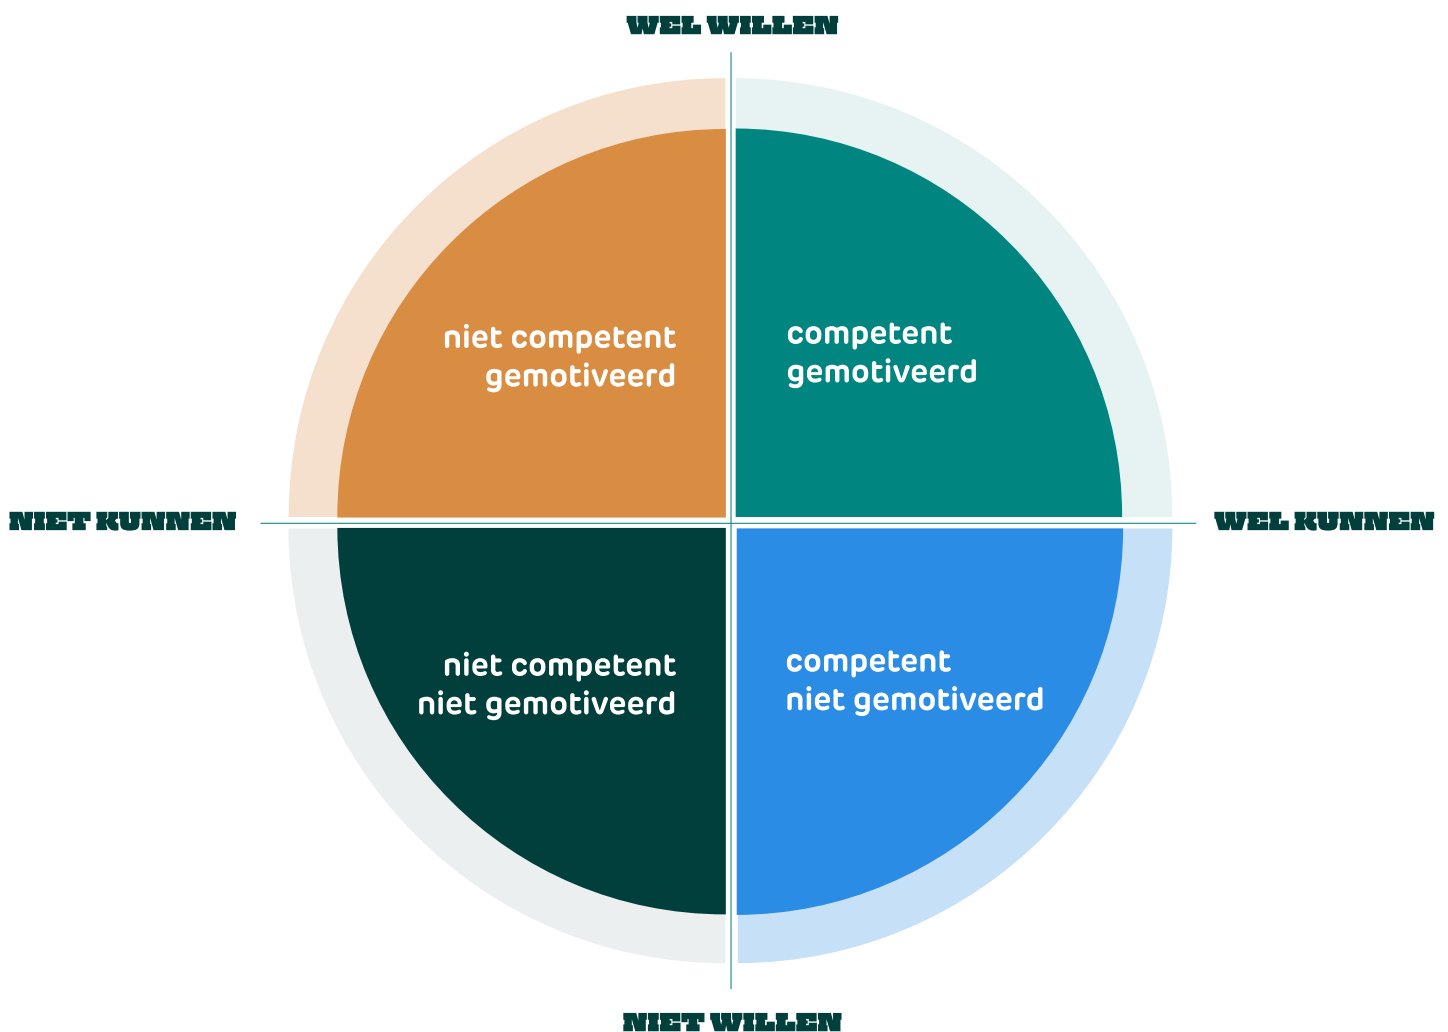 WEL WILLEN
niet competent
gemotiveerd
competent
gemotiveerd
NIET KUNNEN
WEL KUNNEN
niet competent
niet gemotiveerd
competent
niet gemotiveerd
NIET WILLEN